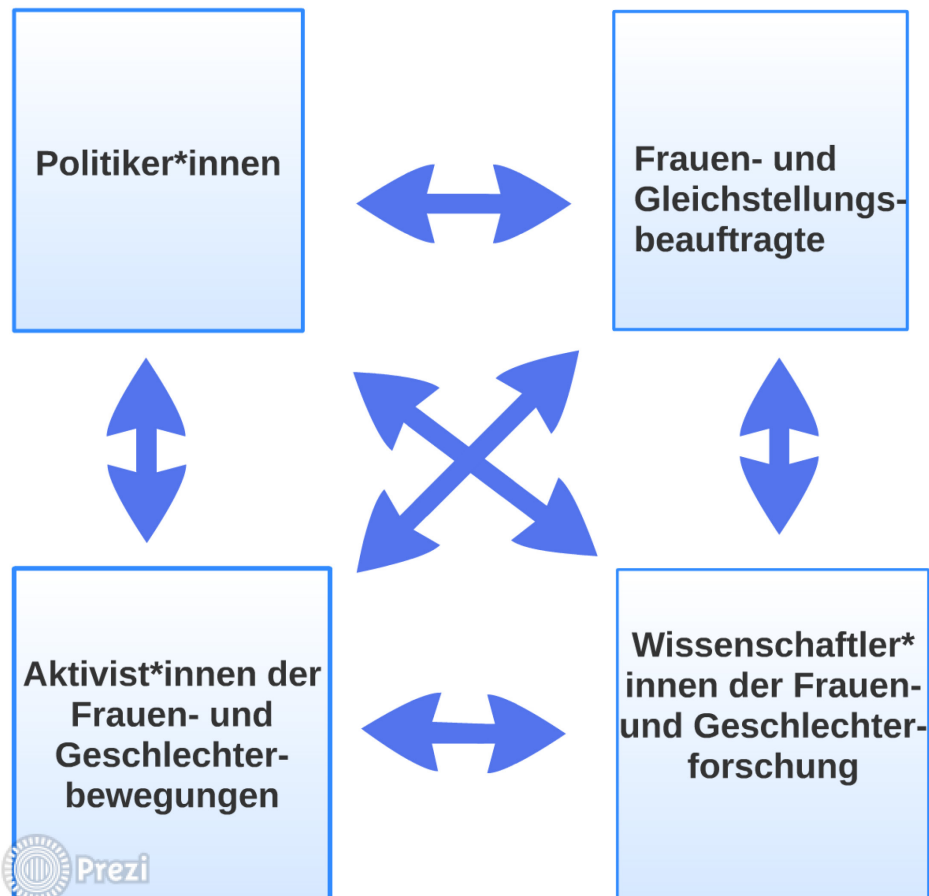 Politiker*innen
Frauen- und
Gleichstellungs-
beauftragte
Aktivist*innen der
Frauen- und
Geschlechter-
bewegungen
Wissenschaftler*
innen der Frauen-
und Geschlechter-
forschung
Prezi